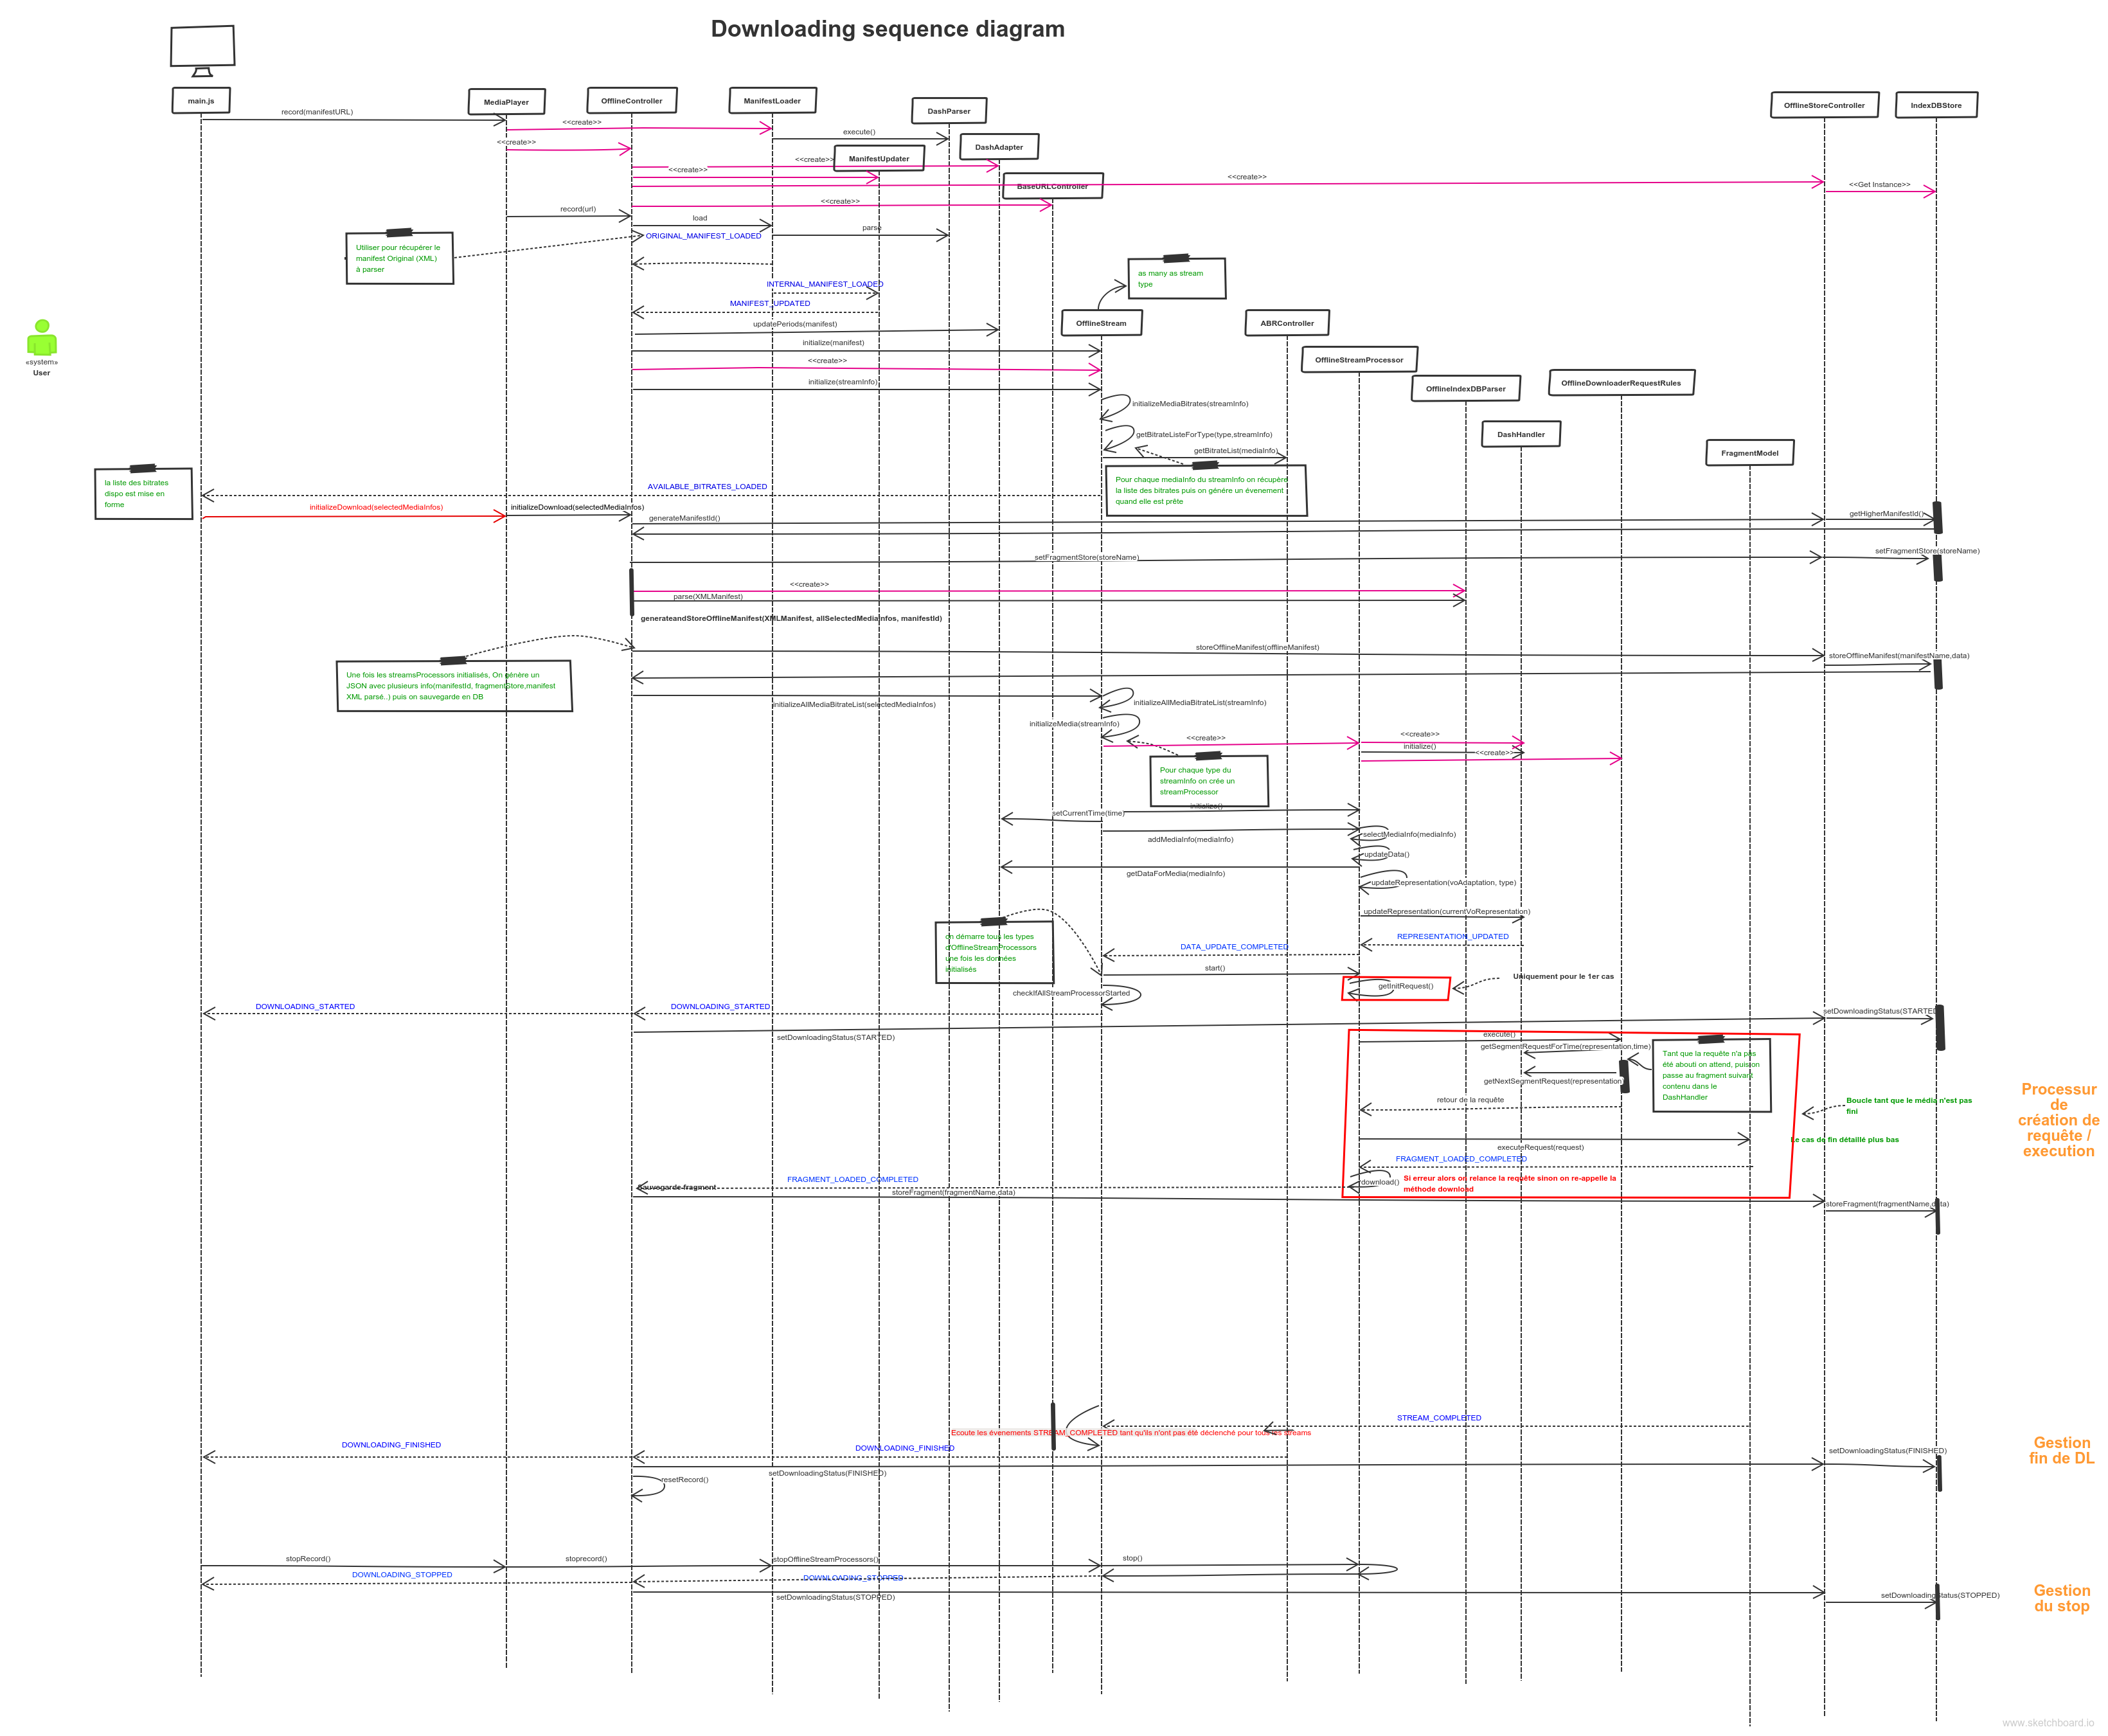 Downloading sequence diagram
main.js
MediaPlayer
OfflineController
ManifestLoader
DashParser
OfflineStoreController
IndexDBStore
record(manifestURL)
<<create>>
execute()
<<create>>
DashAdapter
ManifestUpdater
<<create>>
<<create>>
<<create>>
<<Get Instance>>
BaseURLController
<<create>>
record(url)
load
parse
ORIGINAL_MANIFEST_LOADED
Utiliser pour récupérer le
manifest Original (XML)
à parser
as many as stream
type
INTERNAL_MANIFEST_LOADED
MANIFEST_UPDATED
updatePeriods(manifest)
OfflineStream
ABRController
initialize(manifest)
<<create>>
OfflineStreamProcessor
«system»
User
initialize(streamInfo)
OfflineIndexDBParser
OfflineDownloaderRequestRules
initializeMediaBitrates(streamInfo)
getBitrateListeForType(type,streamInfo)
DashHandler
getBitrateList(mediaInfo)
FragmentModel
la liste des bitrates
dispo est mise en
forme
AVAILABLE_BITRATES_LOADED
Pour chaque mediaInfo du streamInfo on récupère
la liste des bitrates puis on génère un évenement
quand elle est prête
initializeDownload(selectedMediaInfos)
initializeDownload(selectedMediaInfos)
generateManifestId()
getHigherManifestId()
setFragmentStore(storeName)
setFragmentStore(storeName)
<<create>>
parse(XMLManifest)
generateandStoreOfflineManifest(XMLManifest, allSelectedMediaInfos, manifestId)
storeOfflineManifest(offlineManifest)
storeOfflineManifest(manifestName,data)
Une fois les streamsProcessors initialisés, On génère un
JSON avec plusieurs info(manifestId, fragmentStore,manifest
XML parsé..) puis on sauvegarde en DB
initializeAllMediaBitrateList(selectedMediaInfos)
initializeAllMediaBitrateList(streamInfo)
initializeMedia(streamInfo)
<<create>>
<<create>>
initialize()
<<create>>
Pour chaque type du
streamInfo on crée un
streamProcessor
initialize()
setCurrentTime(time)
addMediaInfo(mediaInfo)
selectMediaInfo(mediaInfo)
updateData()
getDataForMedia(mediaInfo)
updateRepresentation(voAdaptation, type)
updateRepresentation(currentVoRepresentation)
on démarre tous les types
d'OfflineStreamProcessors
une fois les données
initialisés
REPRESENTATION_UPDATED
DATA_UPDATE_COMPLETED
start()
Uniquement pour le 1er cas
getInitRequest()
checkIfAllStreamProcessorStarted
DOWNLOADING_STARTED
DOWNLOADING_STARTED
setDownloadingStatus(STARTED)
setDownloadingStatus(STARTED)
execute()
getSegmentRequestForTime(representation,time)
Tant que la requête n'a pas
été abouti on attend, puis on
passe au fragment suivant
contenu dans le
DashHandler
getNextSegmentRequest(representation)
retour de la requête
Boucle tant que le média n'est pas
fini
Processur
de
création de
requête /
execution
Le cas de fin détaillé plus bas
executeRequest(request)
FRAGMENT_LOADED_COMPLETED
FRAGMENT_LOADED_COMPLETED
download()
Si erreur alors on relance la requête sinon on re-appelle la
méthode download
Sauvegarde fragment
storeFragment(fragmentName,data)
storeFragment(fragmentName,data)
STREAM_COMPLETED
Ecoute les évenements STREAM_COMPLETED tant qu'ils n'ont pas été déclenché pour tous les streams
DOWNLOADING_FINISHED
DOWNLOADING_FINISHED
setDownloadingStatus(FINISHED)
Gestion
fin de DL
setDownloadingStatus(FINISHED)
resetRecord()
stopRecord()
stoprecord()
stopOfflineStreamProcessors()
stop()
DOWNLOADING_STOPPED
DOWNLOADING_STOPPED
setDownloadingStatus(STOPPED)
setDownloadingStatus(STOPPED)
Gestion
du stop
www.sketchboard.io